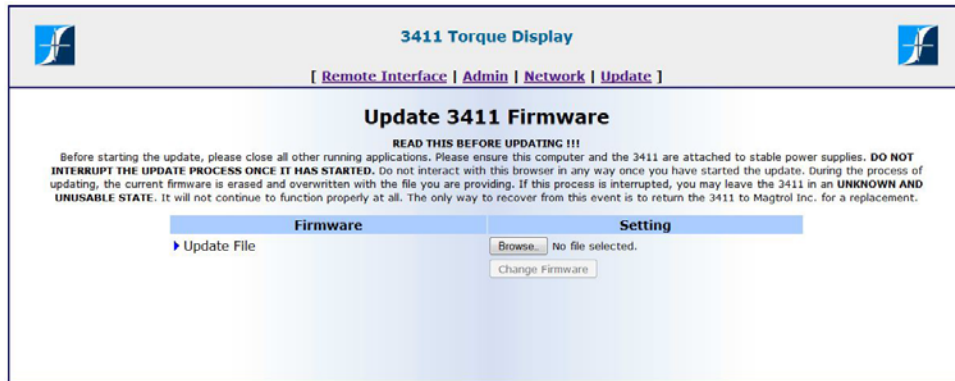 3411 Torque Display
[ Remote Interface | Admin | Network | Update ]
Update 3411 Firmware
READ THIS BEFORE UPDATING !!!
Before starting the update, please close all other running applications. Please ensure this computer and the 3411 are attached to stable power supplies. DO NOT
INTERRUPT THE UPDATE PROCESS ONCE IT HAS STARTED. Do not interact with this browser in any way once you have started the update. During the process of
updating, the current firmware is erased and overwritten with the file you are providing. If this process is interrupted, you may leave the 3411 in an UNKNOWN AND
UNUSABLE STATE. It will not continue to function properly at all. The only way to recover from this event is to return the 3411 to Magtrol Inc. for a replacement.
Firmware Setting
Update File Browse.. No file selected.
Change Firmware